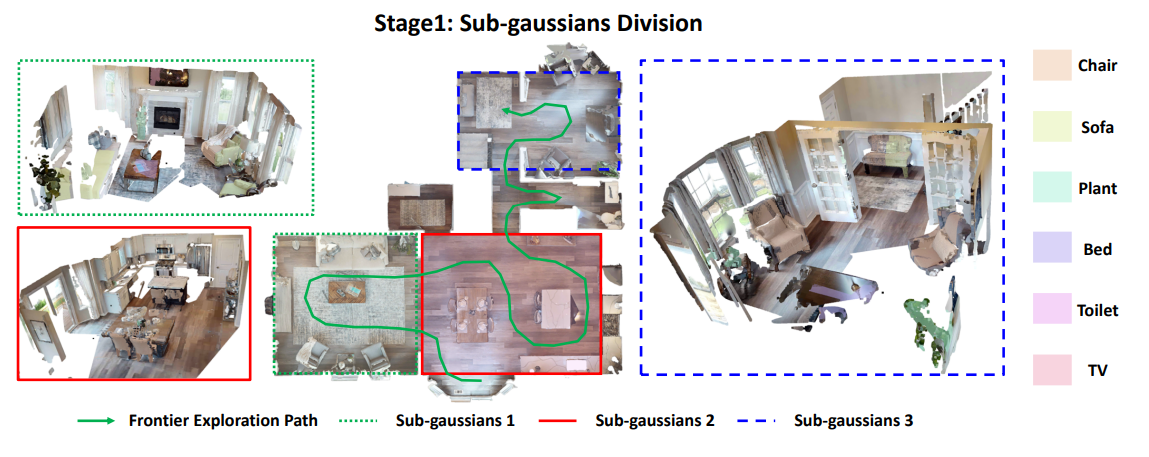 Stage1: Sub-gaussians Division
Chair
Sofa
Plant
Bed
Toilet
TV
Frontier Exploration Path
Sub-gaussians 1
Sub-gaussians 2
Sub-gaussians 3